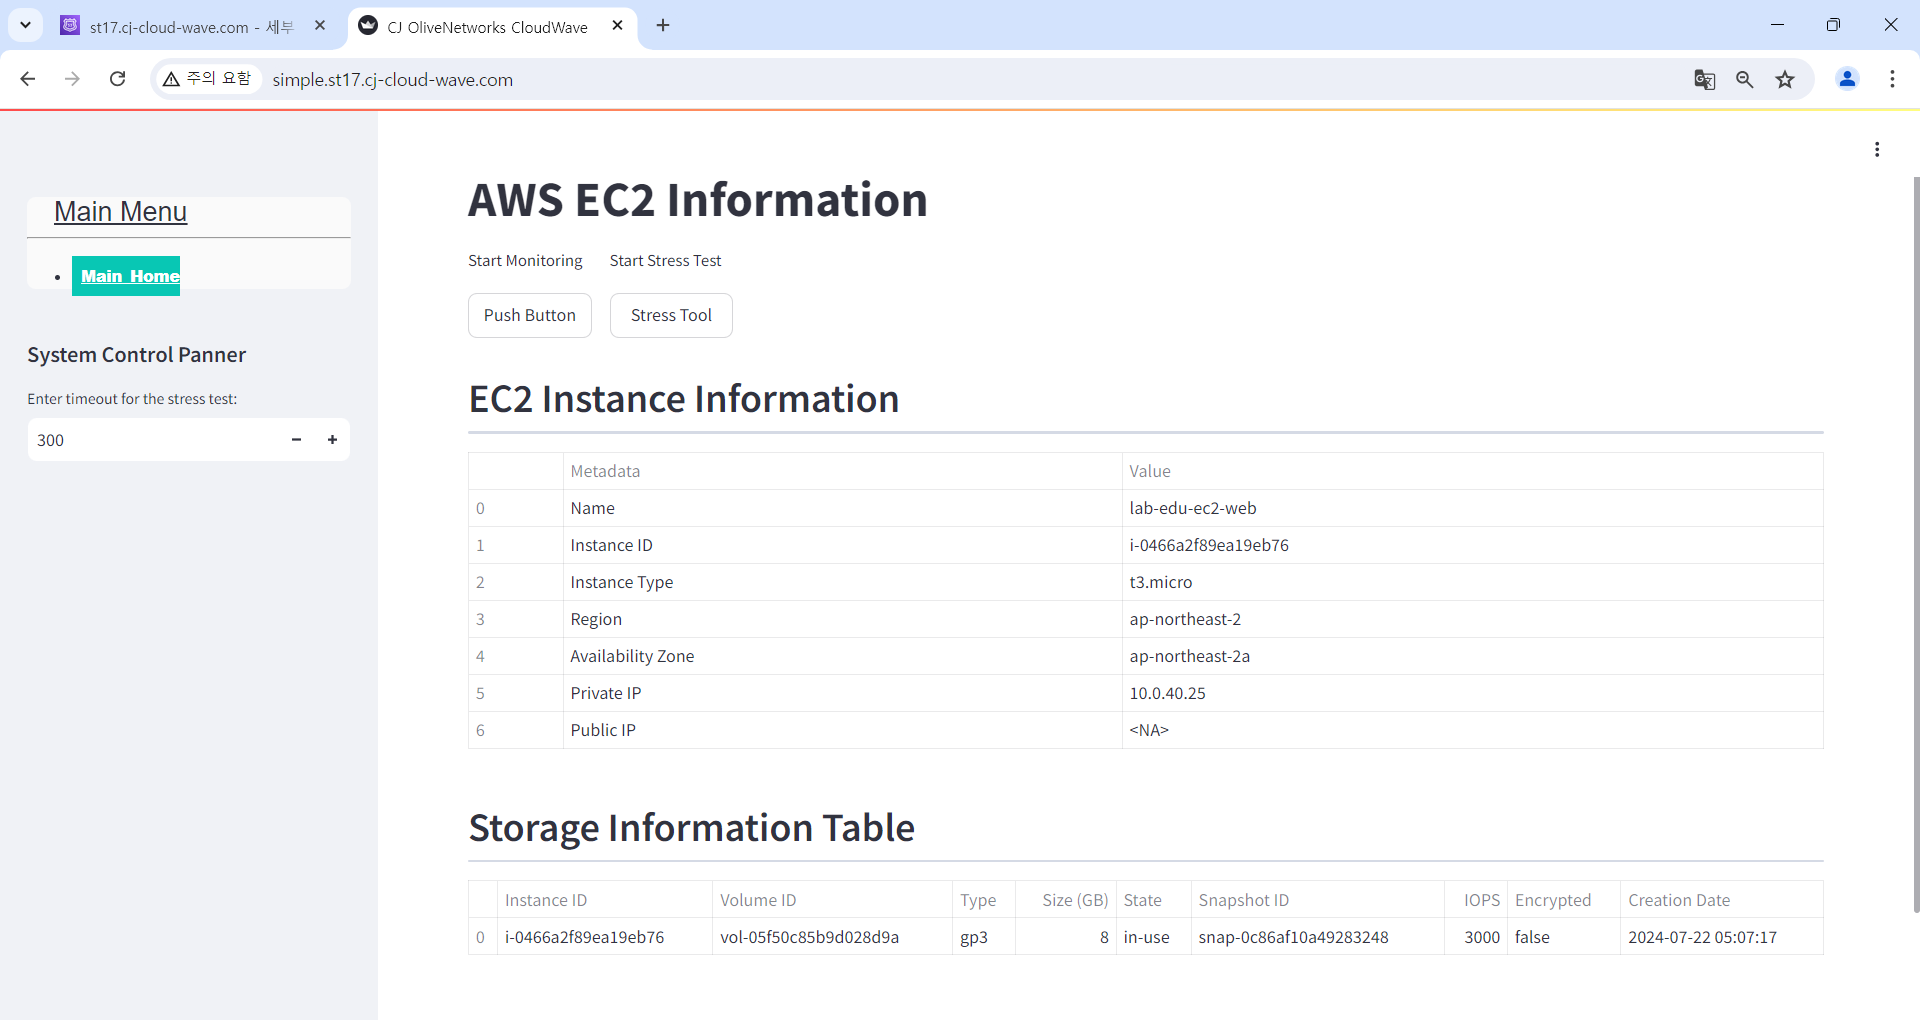 st17.cj-cloud-wave.com - 세부
CJ OliveNetworks CloudWave
주의 요함
simple.st17.cj-cloud-wave.com
Main Menu
Main Home
System Control Panner
Enter timeout for the stress test:
300
AWS EC2 Information
Start Monitoring Start Stress Test
Push Button Stress Tool
EC2 Instance Information
Metadata Value
0 Name lab-edu-ec2-web
1 Instance ID i-0466a2f89ea19eb76
2 Instance Type t3.micro
3 Region ap-northeast-2
4 Availability Zone ap-northeast-2a
5 Private IP 10.0.40.25
6 Public IP <NA>
Storage Information Table
Instance ID Volume ID Type Size (GB) State Snapshot ID IOPS Encrypted Creation Date
0 i-0466a2f89ea19eb76 vol-05f50c85b9d028d9a gp3 8 in-use snap-0c86af10a49283248 3000 false 2024-07-22 05:07:17